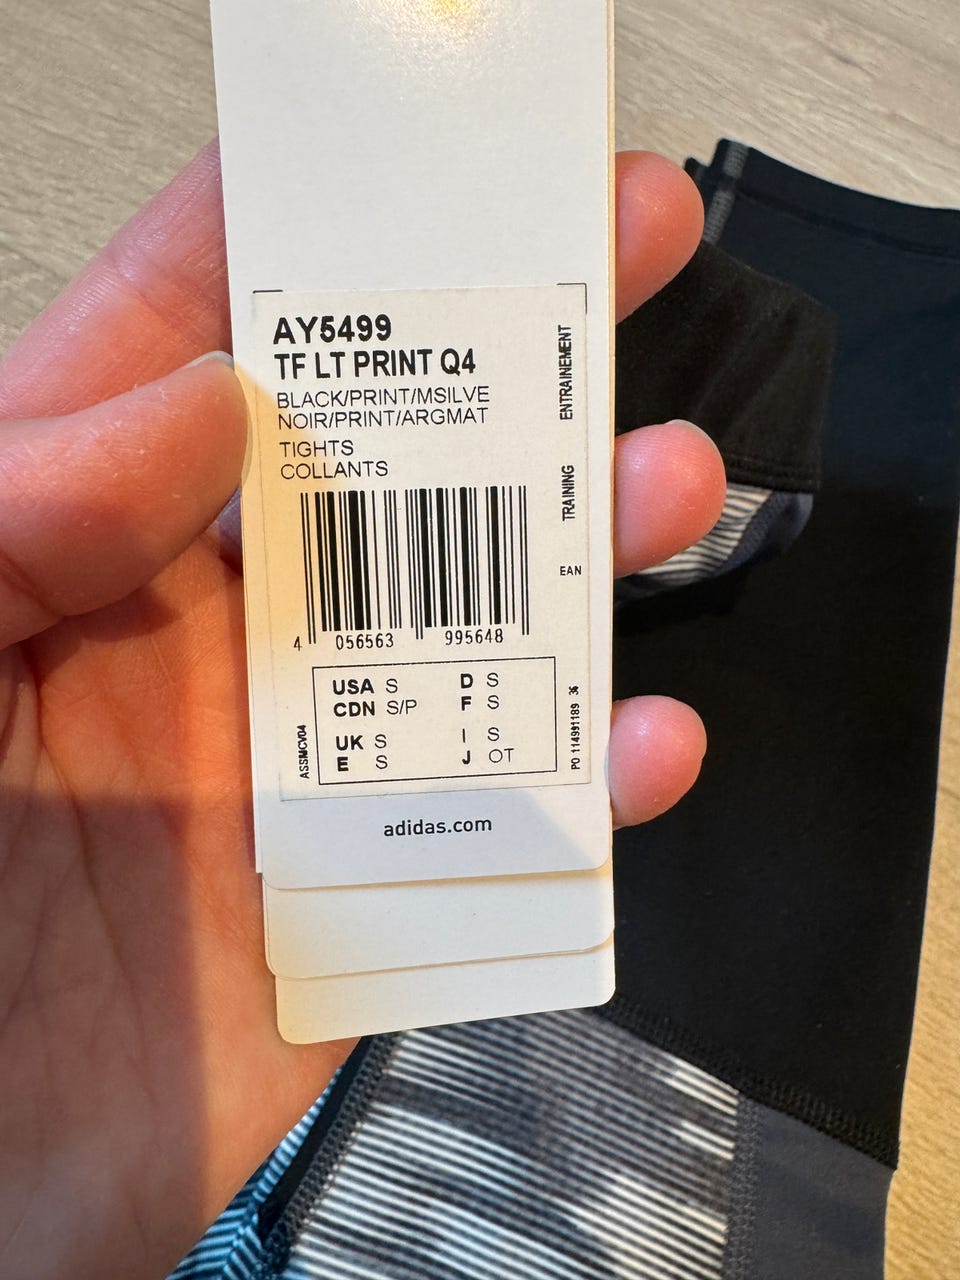 AY5499
TF LT PRINT Q4
BLACK/PRINT/MSILVE
NOIR/PRINT/ARGMAT
TIGHTS
COLLANTS
ENTRAINEMENT
TRAINING
EAN
4 056563 995648
USA S D S
CDN S/P F S
UK S I S
E S J OT
ASSMCV04
PO 114991189 36
adidas.com